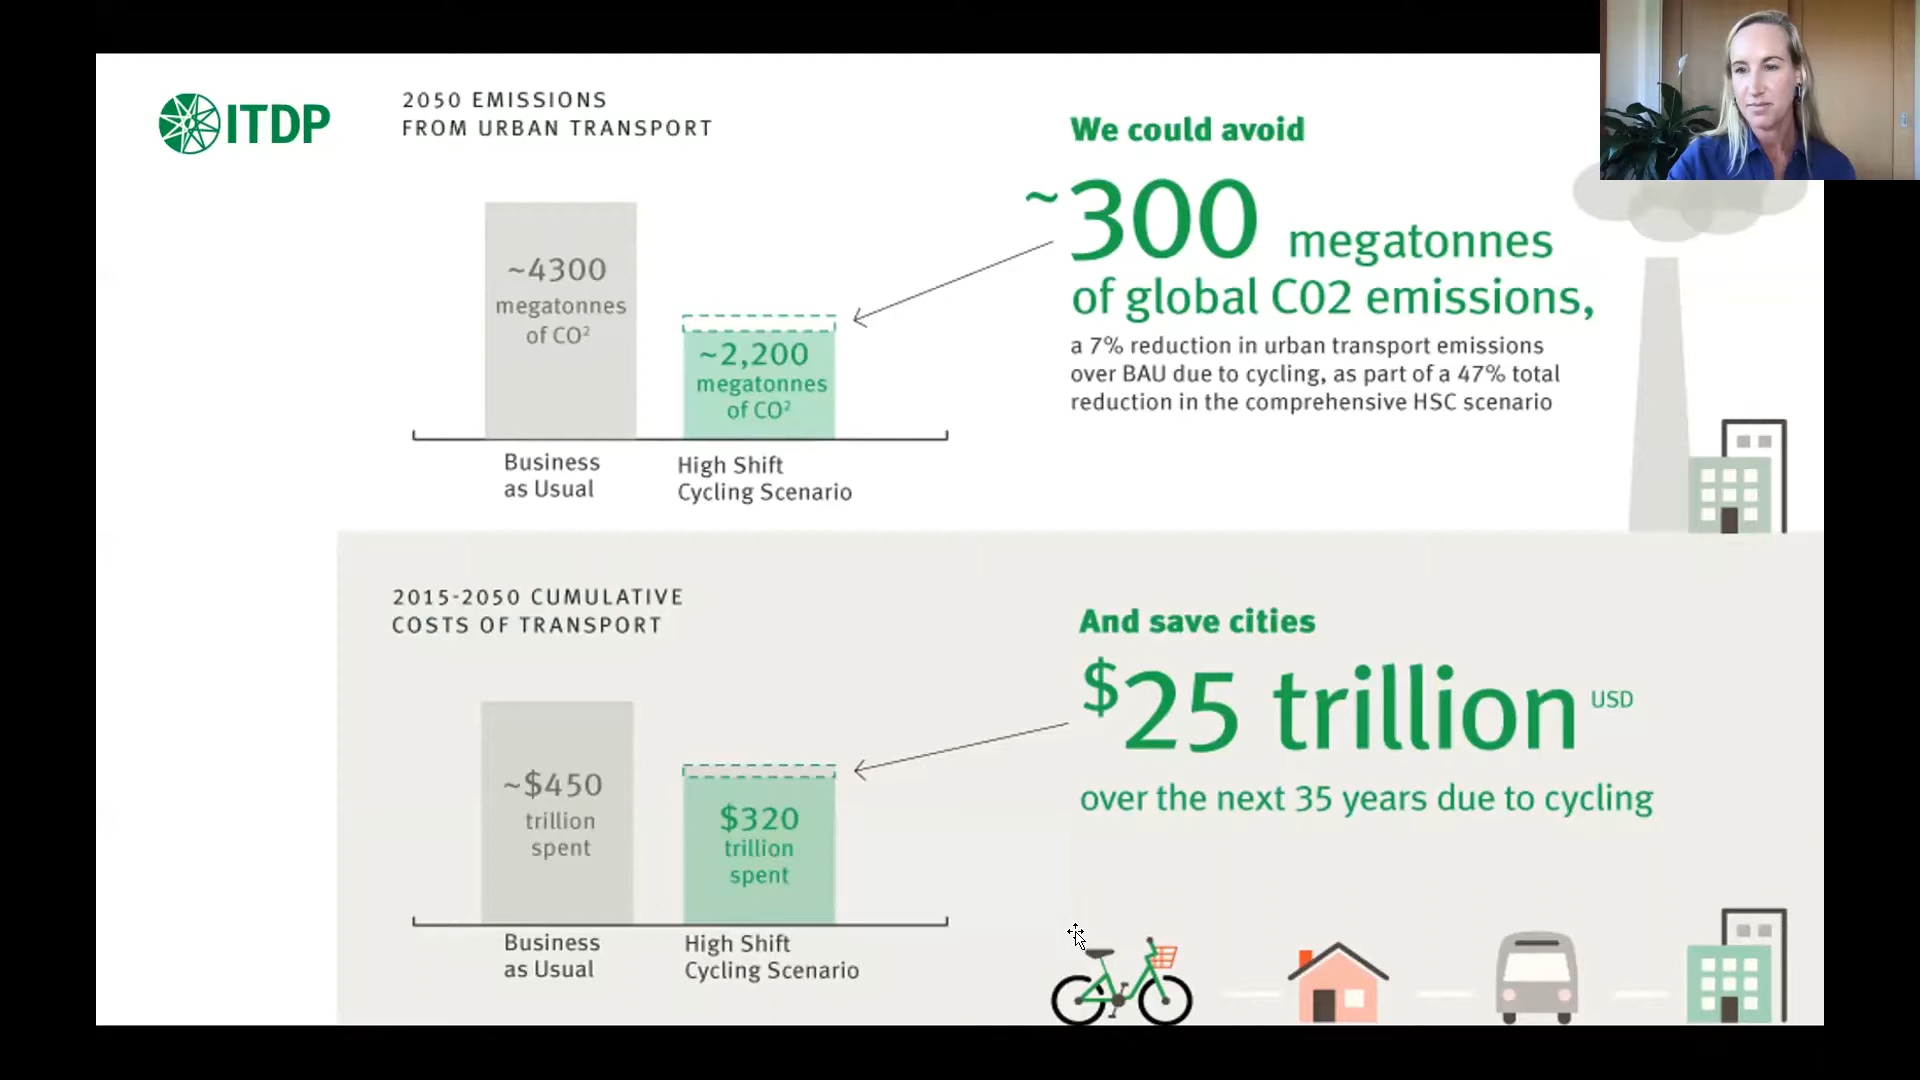 ITDP
2050 EMISSIONS
FROM URBAN TRANSPORT
~4300
megatonnes
of CO²
~2,200
megatonnes
of CO²
Business
as Usual
High Shift
Cycling Scenario
We could avoid
~300 megatonnes
of global C02 emissions,
a 7% reduction in urban transport emissions
over BAU due to cycling, as part of a 47% total
reduction in the comprehensive HSC scenario
2015-2050 CUMULATIVE
COSTS OF TRANSPORT
~$450
trillion
spent
$320
trillion
spent
Business
as Usual
High Shift
Cycling Scenario
And save cities
$25 trillion USD
over the next 35 years due to cycling